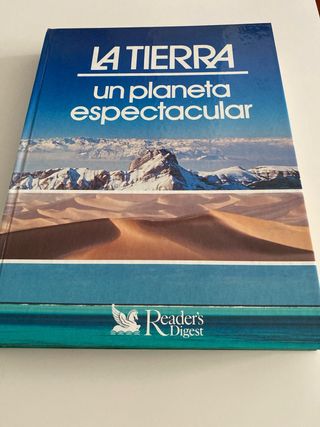 LA TIERRA
un planeta
espectacular
Reader's
Digest